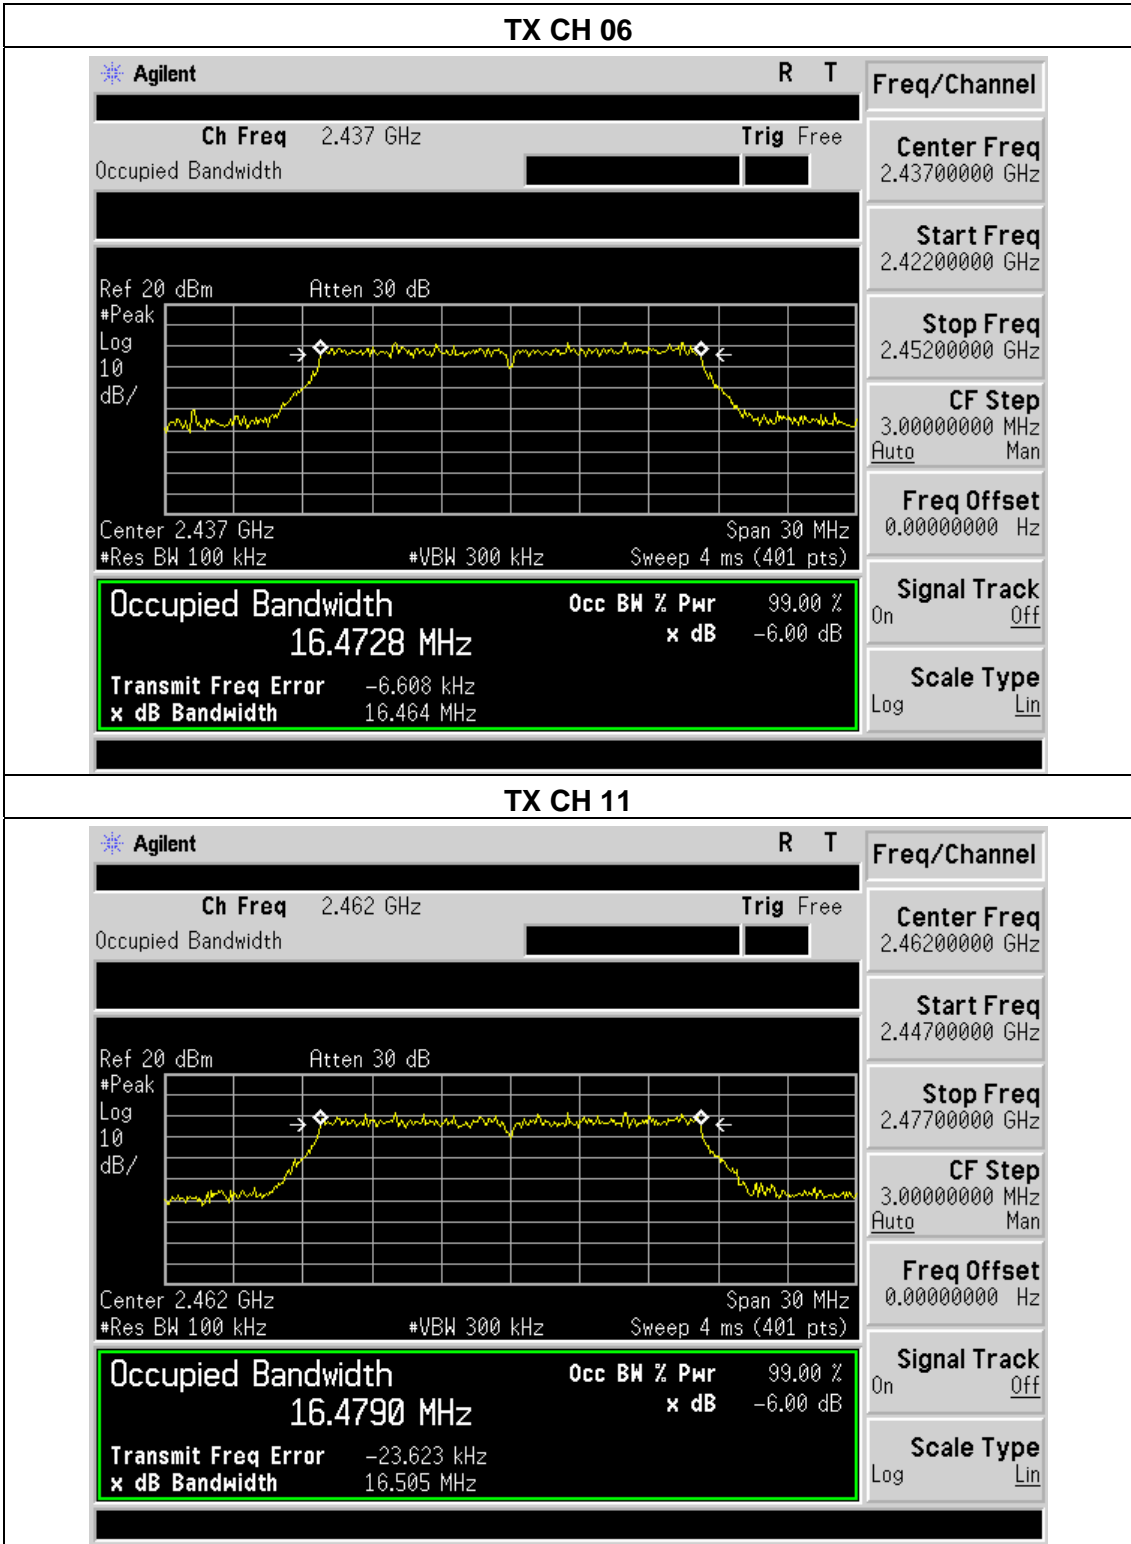 TX CH 06
Agilent R T
Freq/Channel
Ch Freq 2.437 GHz Trig Free
Occupied Bandwidth
Center Freq
2.43700000 GHz
Start Freq
2.42200000 GHz
Stop Freq
2.45200000 GHz
CF Step
3.00000000 MHz
Auto Man
Freq Offset
0.00000000 Hz
Signal Track
On Off
Scale Type
Log Lin
Ref 20 dBm Atten 30 dB
#Peak
Log
10
dB/
Center 2.437 GHz Span 30 MHz
#Res BW 100 kHz #VBW 300 kHz Sweep 4 ms (401 pts)
Occupied Bandwidth Occ BW % Pwr 99.00 %
16.4728 MHz x dB -6.00 dB
Transmit Freq Error -6.608 kHz
x dB Bandwidth 16.464 MHz
TX CH 11
Agilent R T
Freq/Channel
Ch Freq 2.462 GHz Trig Free
Occupied Bandwidth
Center Freq
2.46200000 GHz
Start Freq
2.44700000 GHz
Stop Freq
2.47700000 GHz
CF Step
3.00000000 MHz
Auto Man
Freq Offset
0.00000000 Hz
Signal Track
On Off
Scale Type
Log Lin
Ref 20 dBm Atten 30 dB
#Peak
Log
10
dB/
Center 2.462 GHz Span 30 MHz
#Res BW 100 kHz #VBW 300 kHz Sweep 4 ms (401 pts)
Occupied Bandwidth Occ BW % Pwr 99.00 %
16.4790 MHz x dB -6.00 dB
Transmit Freq Error -23.623 kHz
x dB Bandwidth 16.505 MHz